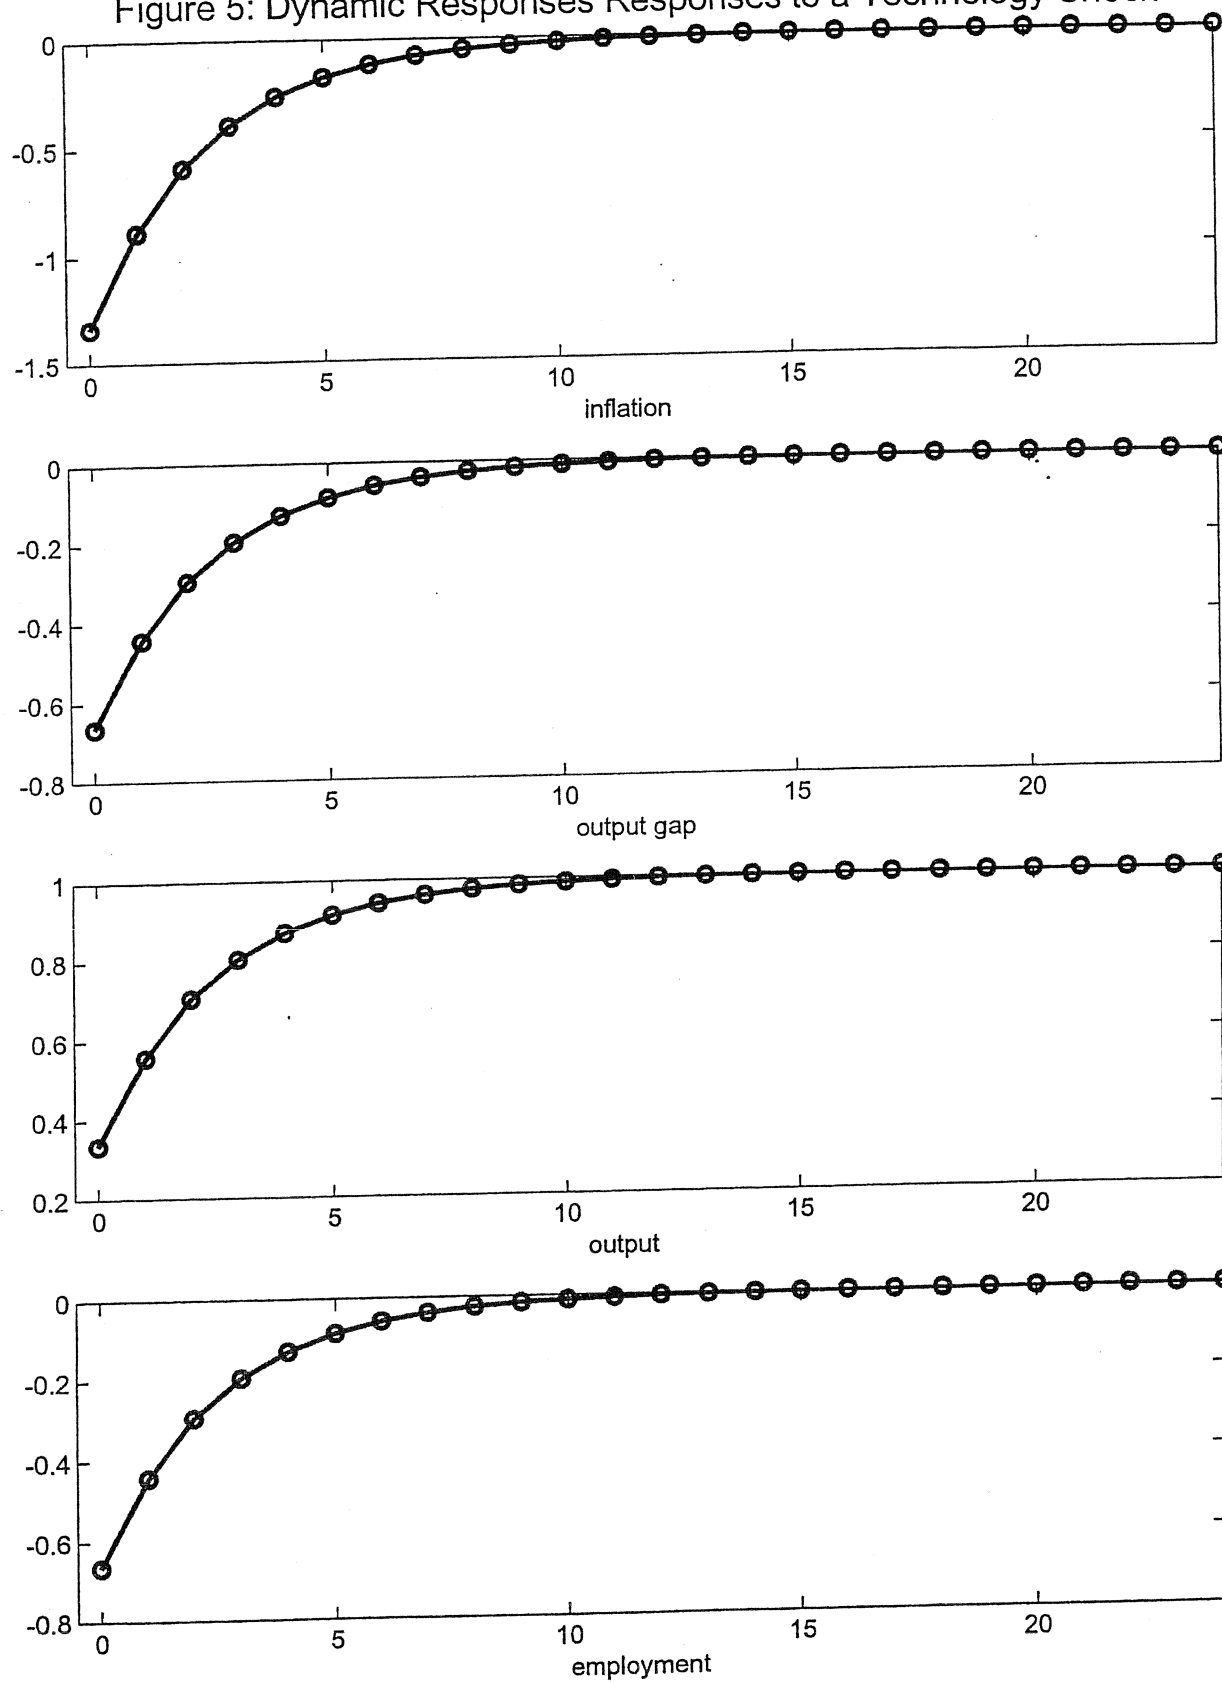 Figure 5: Dynamic Responses Responses to a Technology Shock
0
-0.5
-1
-1.5
0 5 10 15 20
inflation
0
-0.2
-0.4
-0.6
-0.8
0 5 10 15 20
output gap
1
0.8
0.6
0.4
0.2
0 5 10 15 20
output
0
-0.2
-0.4
-0.6
-0.8
0 5 10 15 20
employment